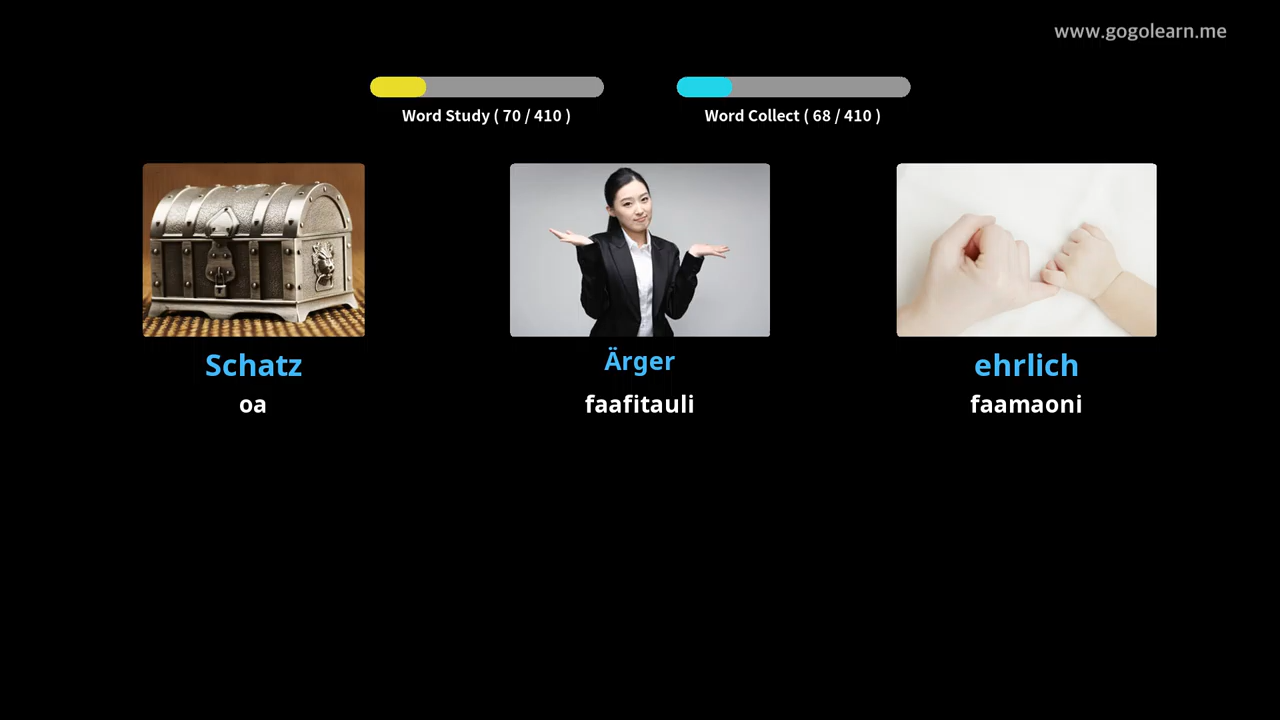 www.gogolearn.me
Word Study ( 70 / 410 )
Word Collect ( 68 / 410 )
Schatz
oa
Ärger
faafitauli
ehrlich
faamaoni